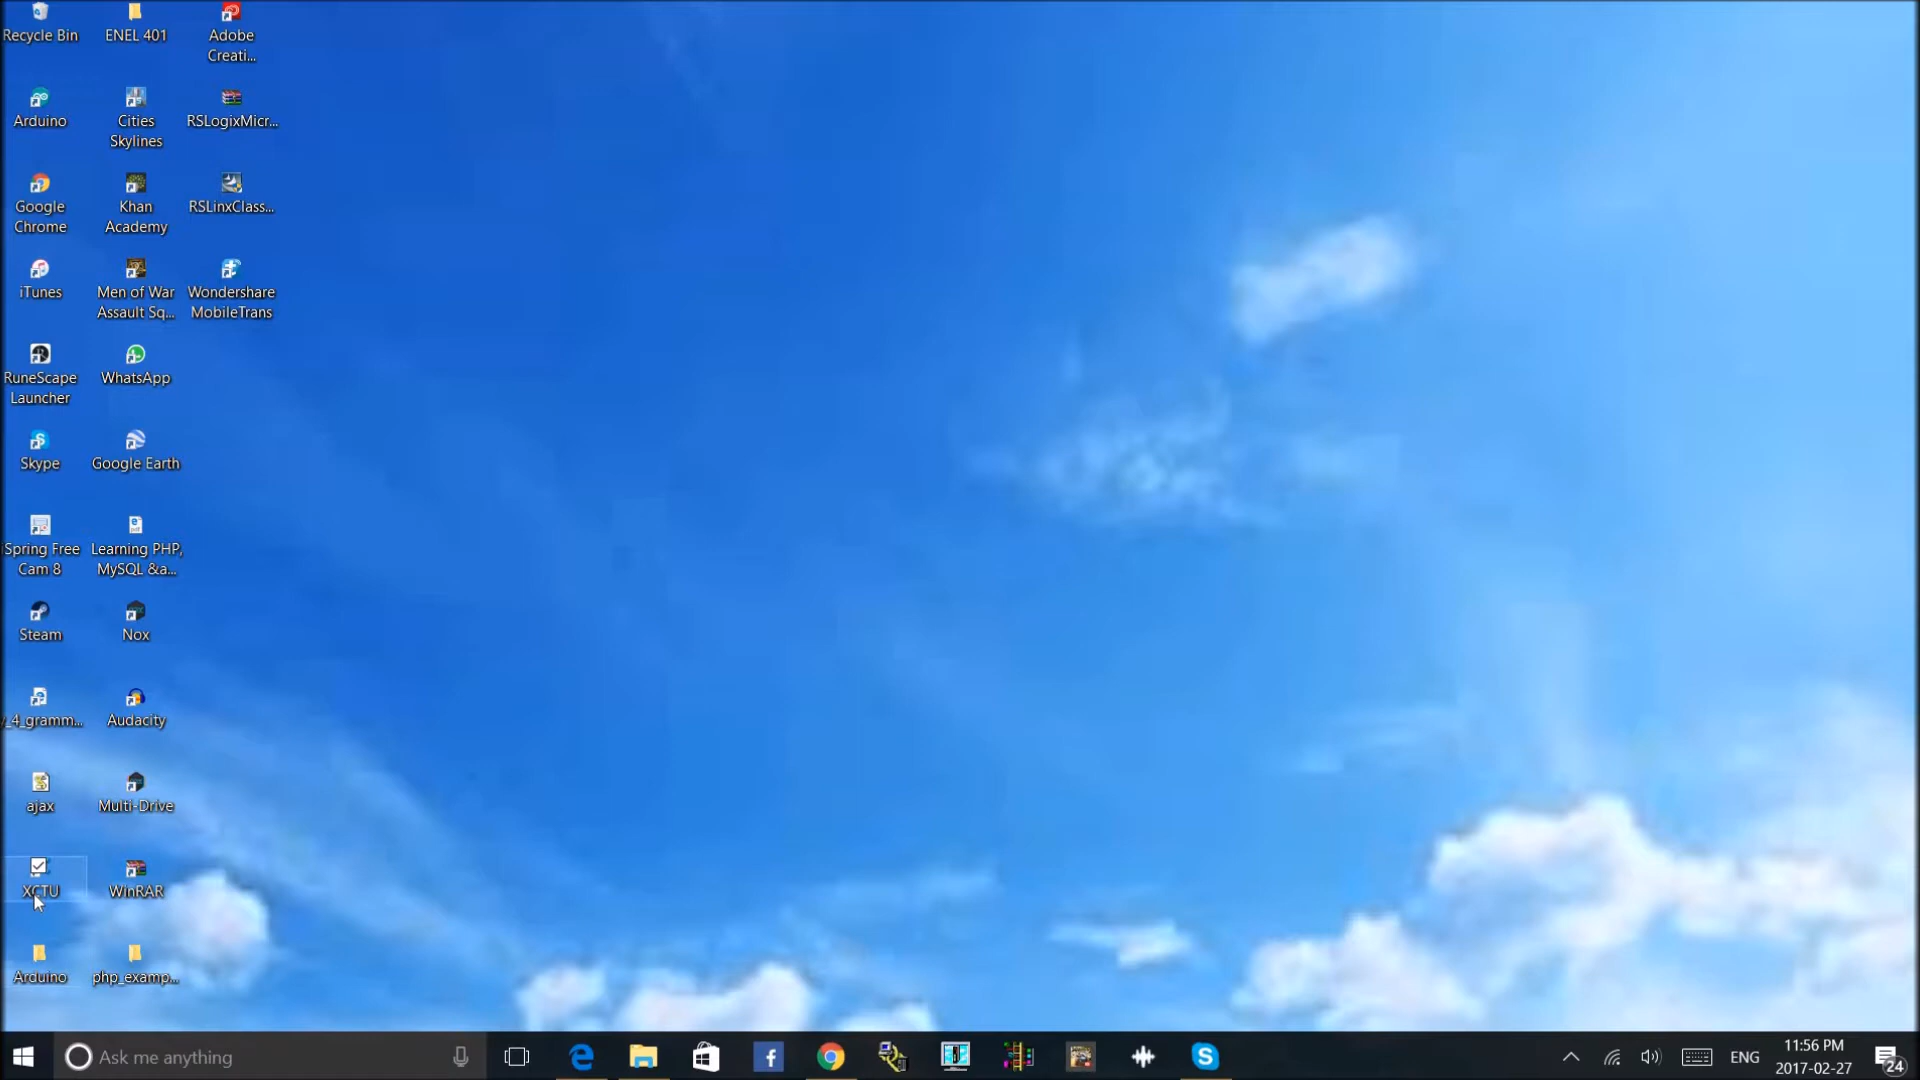 Recycle Bin
ENEL 401
Adobe
Creati...
Arduino
Cities
Skylines
RSLogixMicr...
Google
Chrome
Khan
Academy
RSLinxClass...
iTunes
Men of War
Assault Sq...
Wondershare
MobileTrans
RuneScape
Launcher
WhatsApp
Skype
Google Earth
Spring Free
Cam 8
Learning PHP,
MySQL &a...
Steam
Nox
_4_gramm...
Audacity
ajax
Multi-Drive
XCTU
WinRAR
Arduino
php_examp...
Ask me anything
ENG
11:56 PM
2017-02-27
24